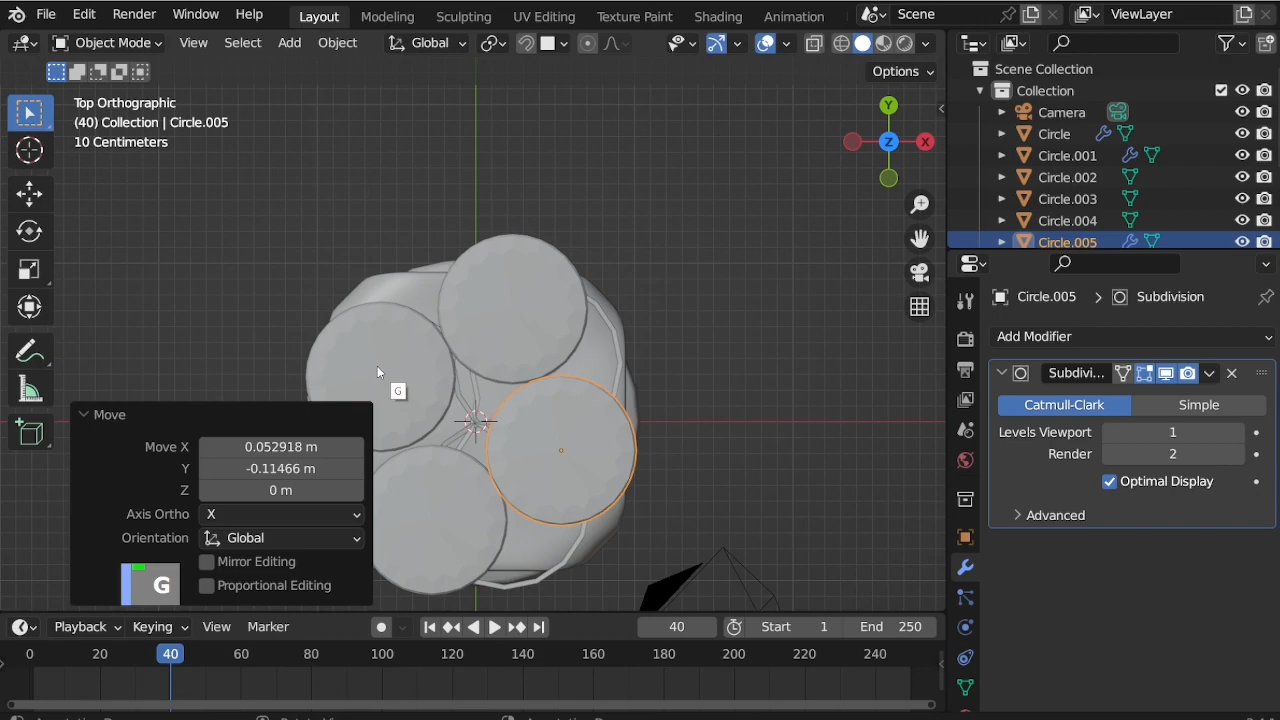 File Edit Render Window Help Layout Modeling Sculpting UV Editing Texture Paint Shading Animation Scene ViewLayer
Object Mode View Select Add Object Global
Options
Top Orthographic
(40) Collection | Circle.005
10 Centimeters
Y
Z
X
G
Move
Move X 0.052918 m
Y -0.11466 m
Z 0 m
Axis Ortho X
Orientation Global
Mirror Editing
Proportional Editing
G
Scene Collection
Collection
Camera
Circle
Circle.001
Circle.002
Circle.003
Circle.004
Circle.005
Circle.005 > Subdivision
Add Modifier
Subdivi...
Catmull-Clark Simple
Levels Viewport 1
Render 2
Optimal Display
Advanced
Playback Keying View Marker 40 Start 1 End 250
0 20 40 60 80 100 120 140 160 180 200 220 240